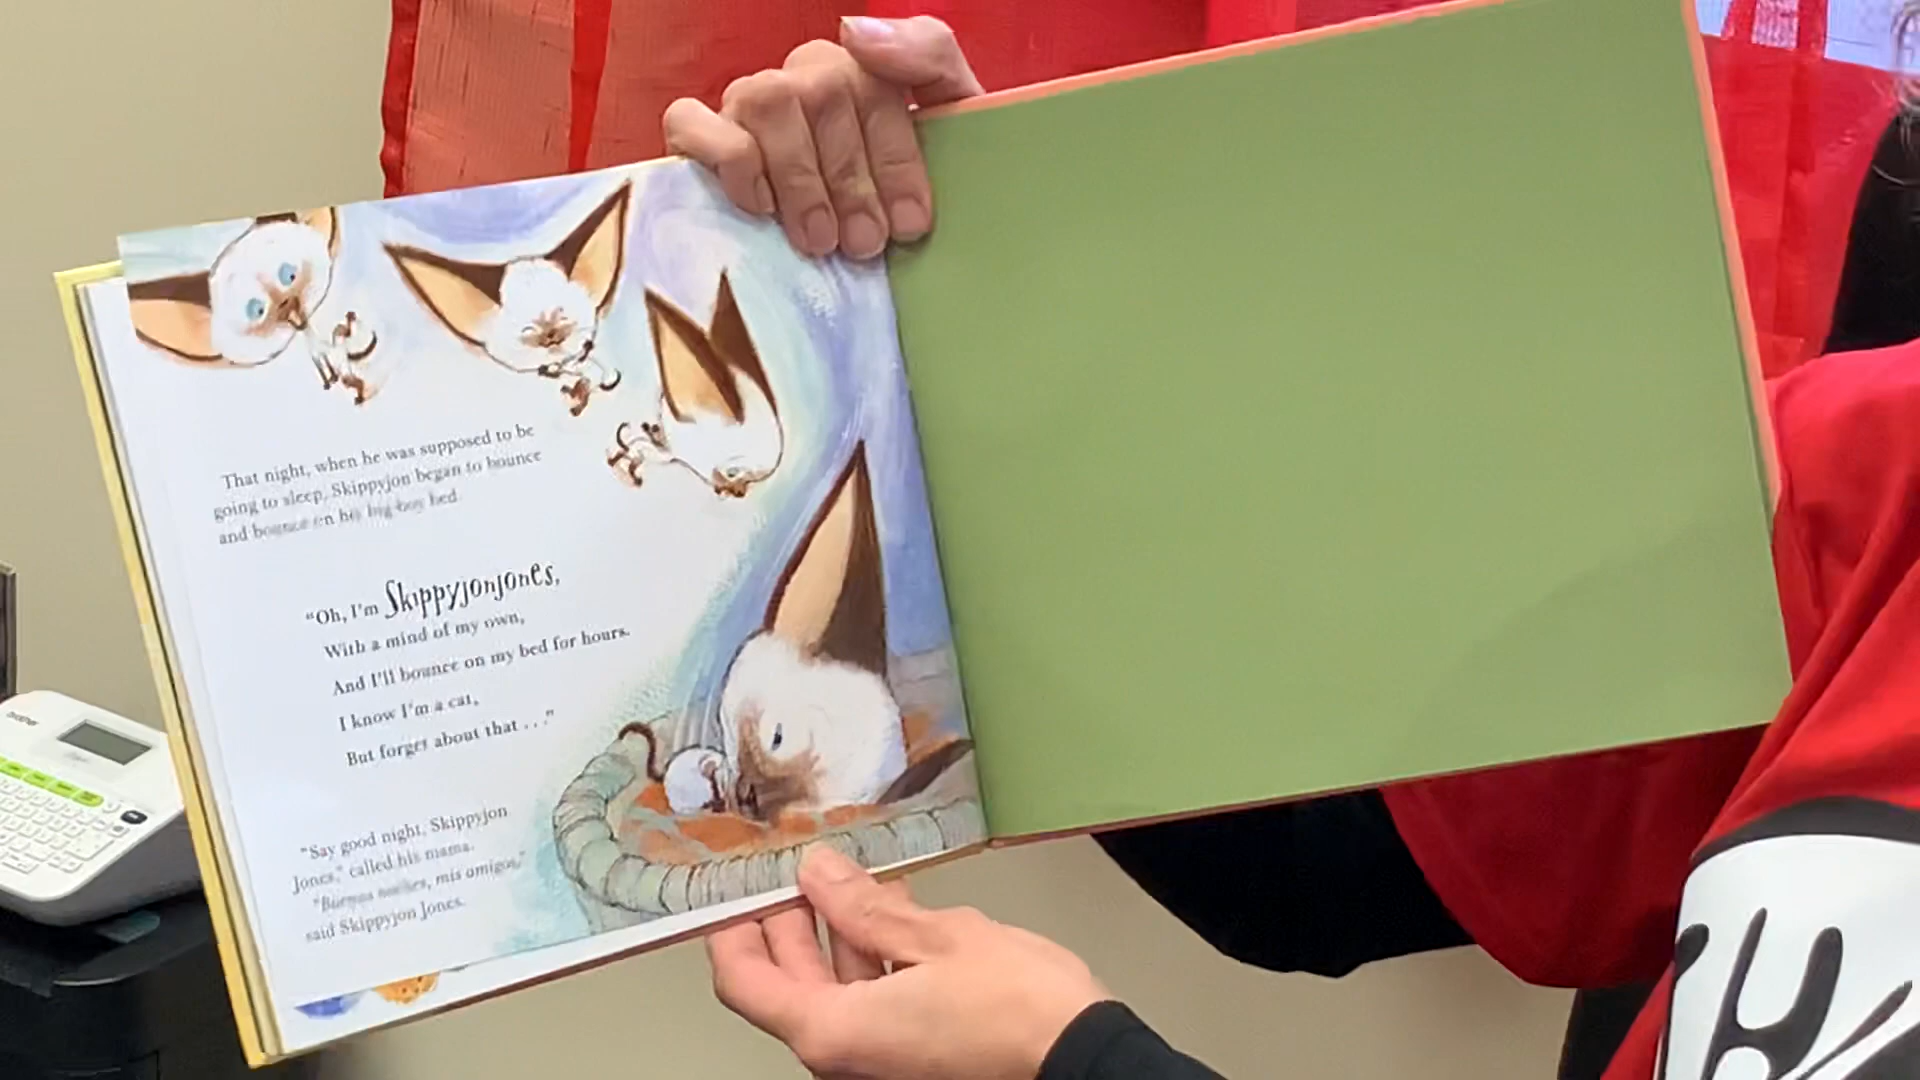 That night, when he was supposed to be
going to sleep, Skippyjon began to bounce
and bounce on his big-boy bed.
"Oh, I'm Skippyjonjones,
With a mind of my own,
And I'll bounce on my bed for hours.
I know I'm a cat,
But forget about that . . ."
"Say good night, Skippyjon
Jones," called his mama.
"Buenas noches, mis amigos,"
said Skippyjon Jones.
brother